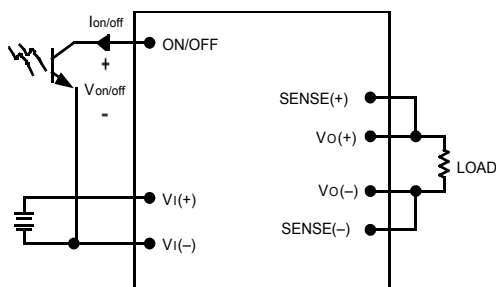 Ion/off
ON/OFF
+
Von/off
-
SENSE(+)
VO(+)
LOAD
VO(–)
SENSE(–)
VI(+)
VI(–)